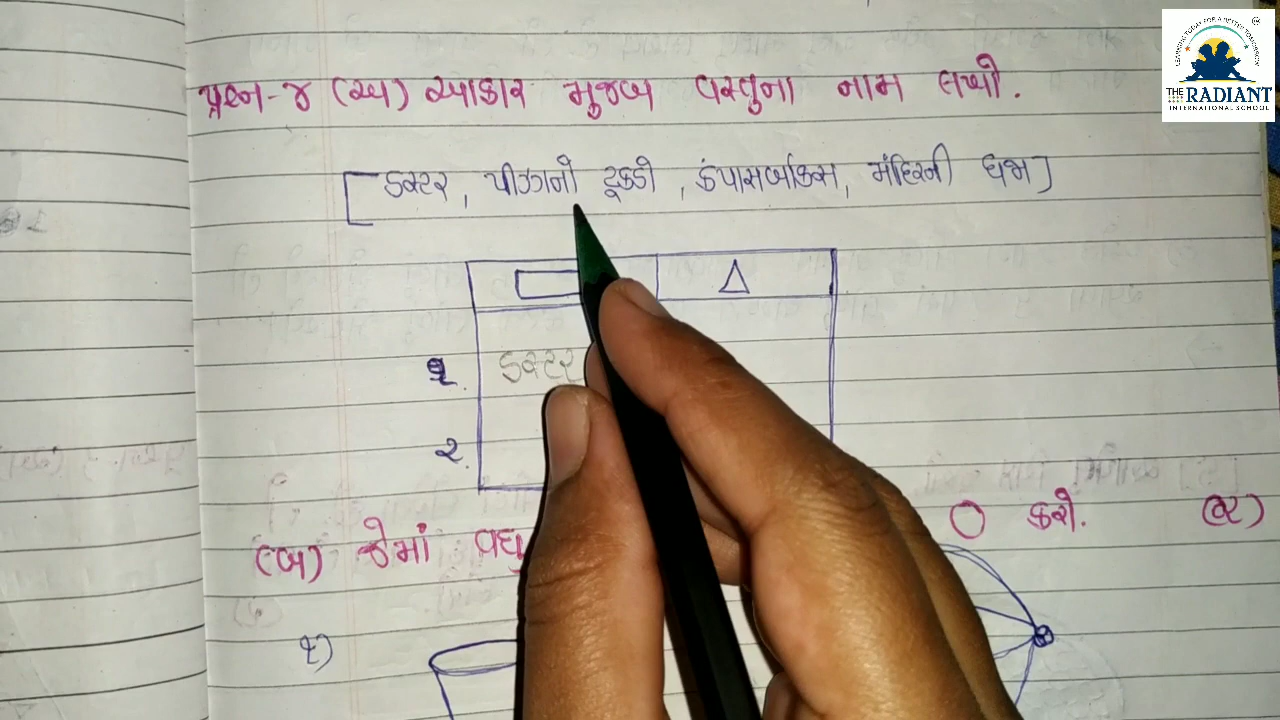 THE RADIANT
INTERNATIONAL SCHOOL
પ્રશ્ન-૪ (અ) આકાર મુજબ વસ્તુના નામ લખો.
[ડસ્ટર, પીઝાનો ટૂકડો, કંપાસબોક્સ, મંદિરની ધજા]
૧. ડસ્ટર
૨.
(બ) જેમાં વધુ કરો. (૨)
૧)